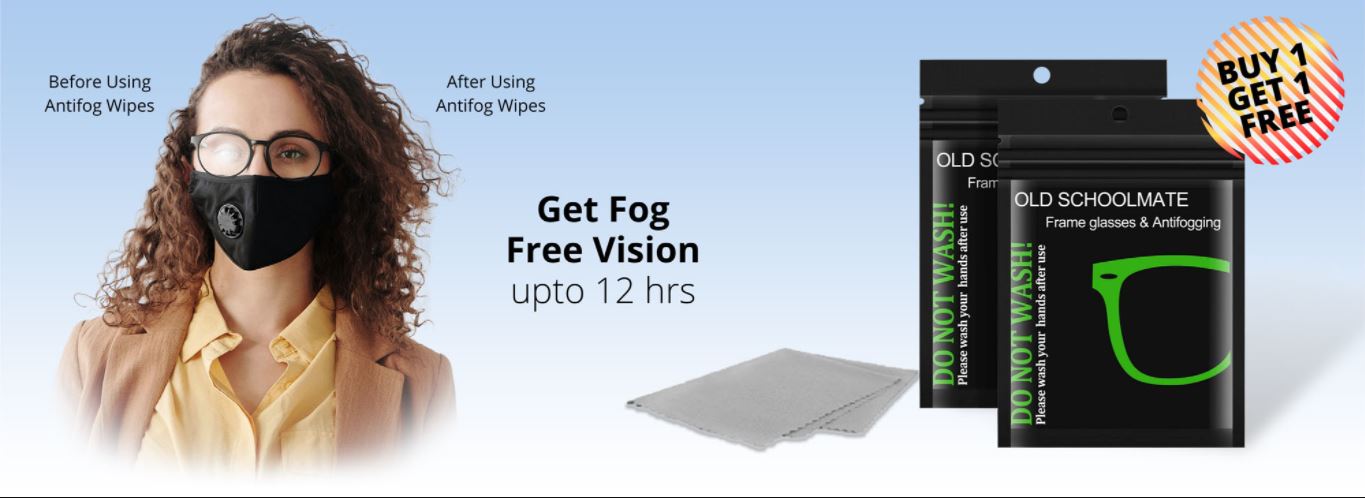 Before Using
Antifog Wipes
After Using
Antifog Wipes
Get Fog
Free Vision
upto 12 hrs
BUY 1
GET 1
FREE
OLD SC
Fram
DO NOT WASH!
Please wash your hands after use
OLD SCHOOLMATE
Frame glasses & Antifogging
DO NOT WASH!
Please wash your hands after use